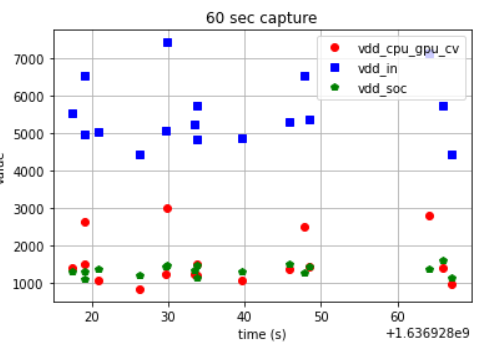 60 sec capture
vdd_cpu_gpu_cv
vdd_in
vdd_soc
7000
6000
5000
4000
3000
2000
1000
value
20 30 40 50 60
time (s)
+1.636928e9